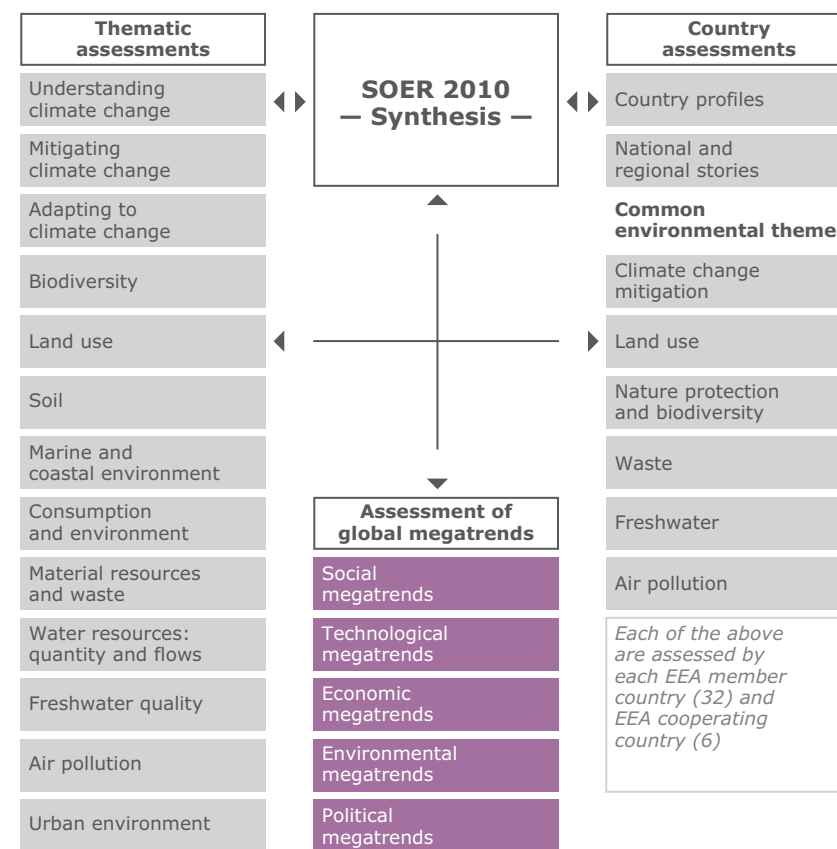 Thematic
assessments
Understanding
climate change
Mitigating
climate change
Adapting to
climate change
Biodiversity
Land use
Soil
Marine and
coastal environment
Consumption
and environment
Material resources
and waste
Water resources:
quantity and flows
Freshwater quality
Air pollution
Urban environment
SOER 2010
— Synthesis —
Assessment of
global megatrends
Social
megatrends
Technological
megatrends
Economic
megatrends
Environmental
megatrends
Political
megatrends
Country
assessments
Country profiles
National and
regional stories
Common
environmental theme
Climate change
mitigation
Land use
Nature protection
and biodiversity
Waste
Freshwater
Air pollution
Each of the above
are assessed by
each EEA member
country (32) and
EEA cooperating
country (6)